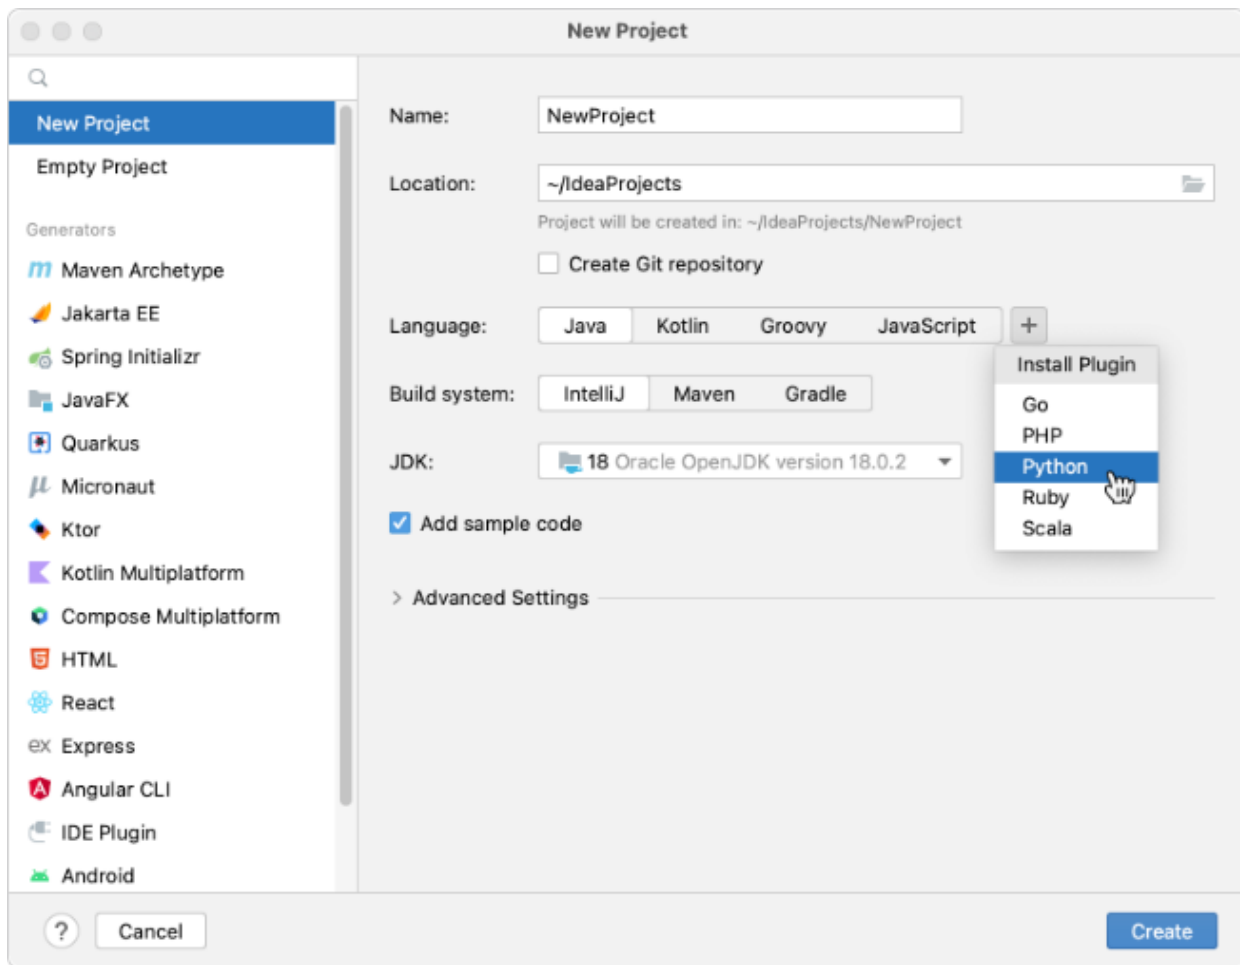 New Project
New Project
Empty Project
Generators
Maven Archetype
Jakarta EE
Spring Initializr
JavaFX
Quarkus
Micronaut
Ktor
Kotlin Multiplatform
Compose Multiplatform
HTML
React
ex Express
Angular CLI
IDE Plugin
Android
Name: NewProject
Location: ~/IdeaProjects
Project will be created in: ~/IdeaProjects/NewProject
Create Git repository
Language: Java Kotlin Groovy JavaScript +
Install Plugin
Go
PHP
Python
Ruby
Scala
Build system: IntelliJ Maven Gradle
JDK: 18 Oracle OpenJDK version 18.0.2
Add sample code
Advanced Settings
? Cancel Create